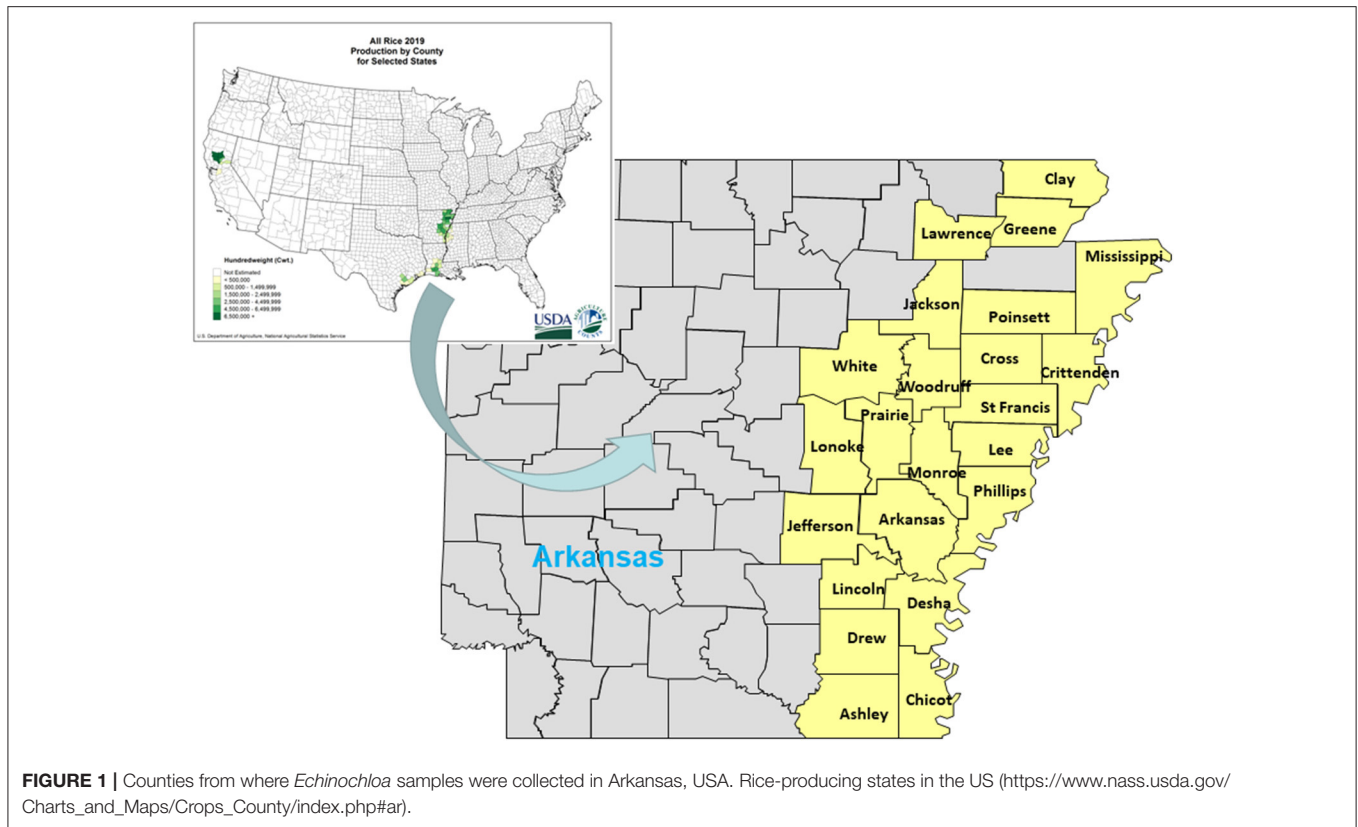 All Rice 2019
Production by County
for Selected States
Hundredweight (Cwt.)
Not Estimated
< 500,000
500,000 - 1,499,999
1,500,000 - 2,499,999
2,500,000 - 4,499,999
4,500,000 - 6,499,999
6,500,000 +
USDA
AGRICULTURE
COUNTS
U.S. Department of Agriculture, National Agricultural Statistics Service
Clay
Lawrence
Greene
Mississippi
Jackson
Poinsett
White
Cross
Crittenden
Woodruff
St Francis
Prairie
Lonoke
Lee
Monroe
Phillips
Jefferson
Arkansas
Arkansas
Lincoln
Desha
Drew
Chicot
Ashley
FIGURE 1 | Counties from where Echinochloa samples were collected in Arkansas, USA. Rice-producing states in the US (https://www.nass.usda.gov/
Charts_and_Maps/Crops_County/index.php#ar).